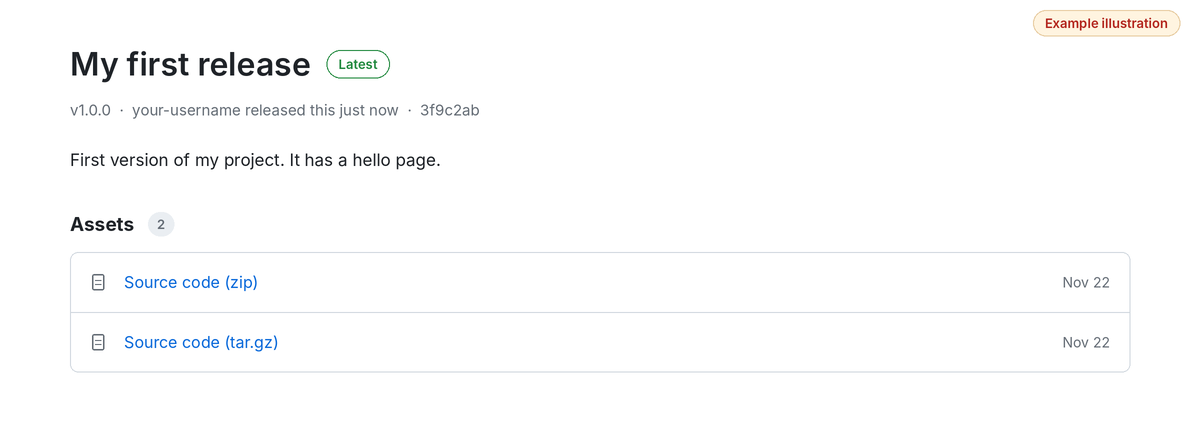 Example illustration
My first release Latest
v1.0.0 · your-username released this just now · 3f9c2ab
First version of my project. It has a hello page.
Assets 2
Source code (zip) Nov 22
Source code (tar.gz) Nov 22